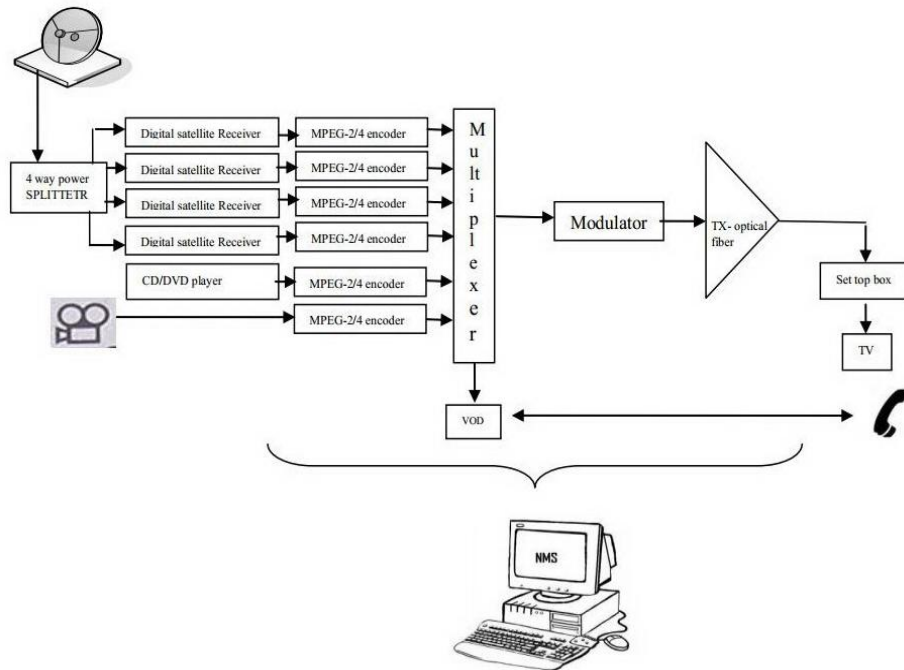 4 way power
SPLITTETR
Digital satellite Receiver
MPEG-2/4 encoder
Digital satellite Receiver
MPEG-2/4 encoder
Digital satellite Receiver
MPEG-2/4 encoder
Digital satellite Receiver
MPEG-2/4 encoder
CD/DVD player
MPEG-2/4 encoder
MPEG-2/4 encoder
M
u
l
t
i
p
l
e
x
e
r
Modulator
TX- optical
fiber
Set top box
TV
VOD
NMS